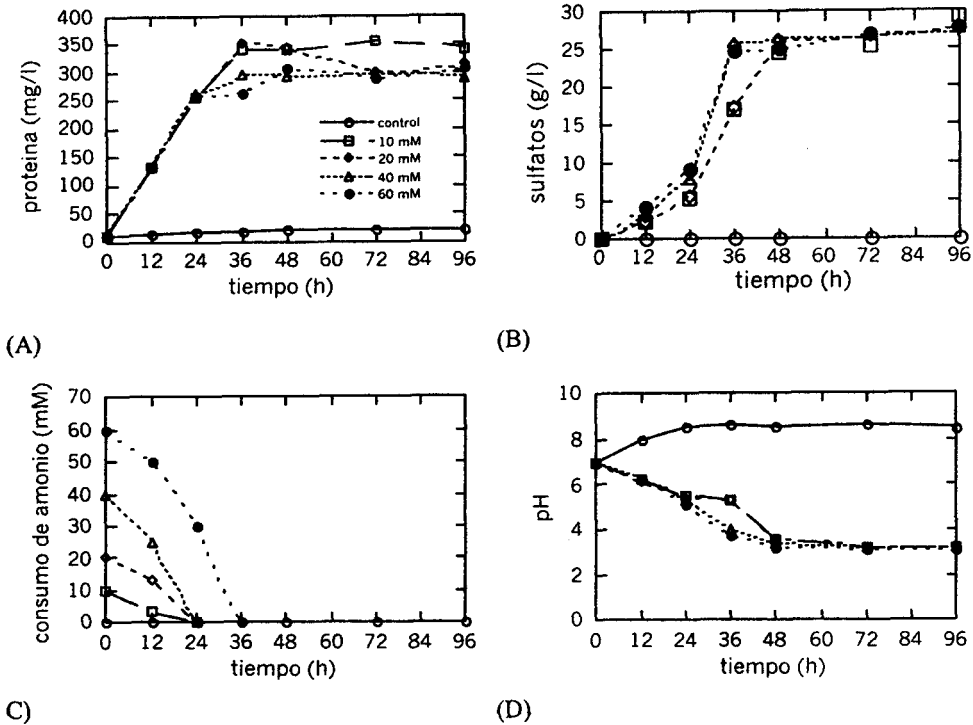 proteina (mg/l)
400
350
300
250
400
150
100
50
0
control
10 mM
20 mM
40 mM
60 mM
0 12 24 36 48 60 72 84 96
tiempo (h)
(A)
sulfatos (g/l)
30
25
20
15
10
5
0
0 12 24 36 48 60 72 84 96
tiempo (h)
(B)
consumo de amonio (mM)
70
60
50
40
30
20
10
0
0 12 24 36 48 60 72 84 96
tiempo (h)
C)
pH
10
8
6
4
2
0
0 12 24 36 48 60 72 84 96
tiempo (h)
(D)